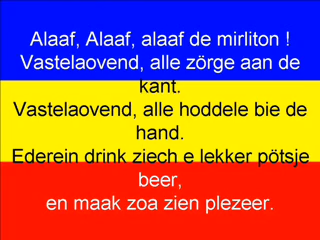 Alaaf, Alaaf, alaaf de mirliton !
Vastelaovend, alle zörge aan de
kant.
Vastelaovend, alle hoddele bie de
hand.
Ederein drink ziech e lekker pötsje
beer,
en maak zoa zien plezeer.